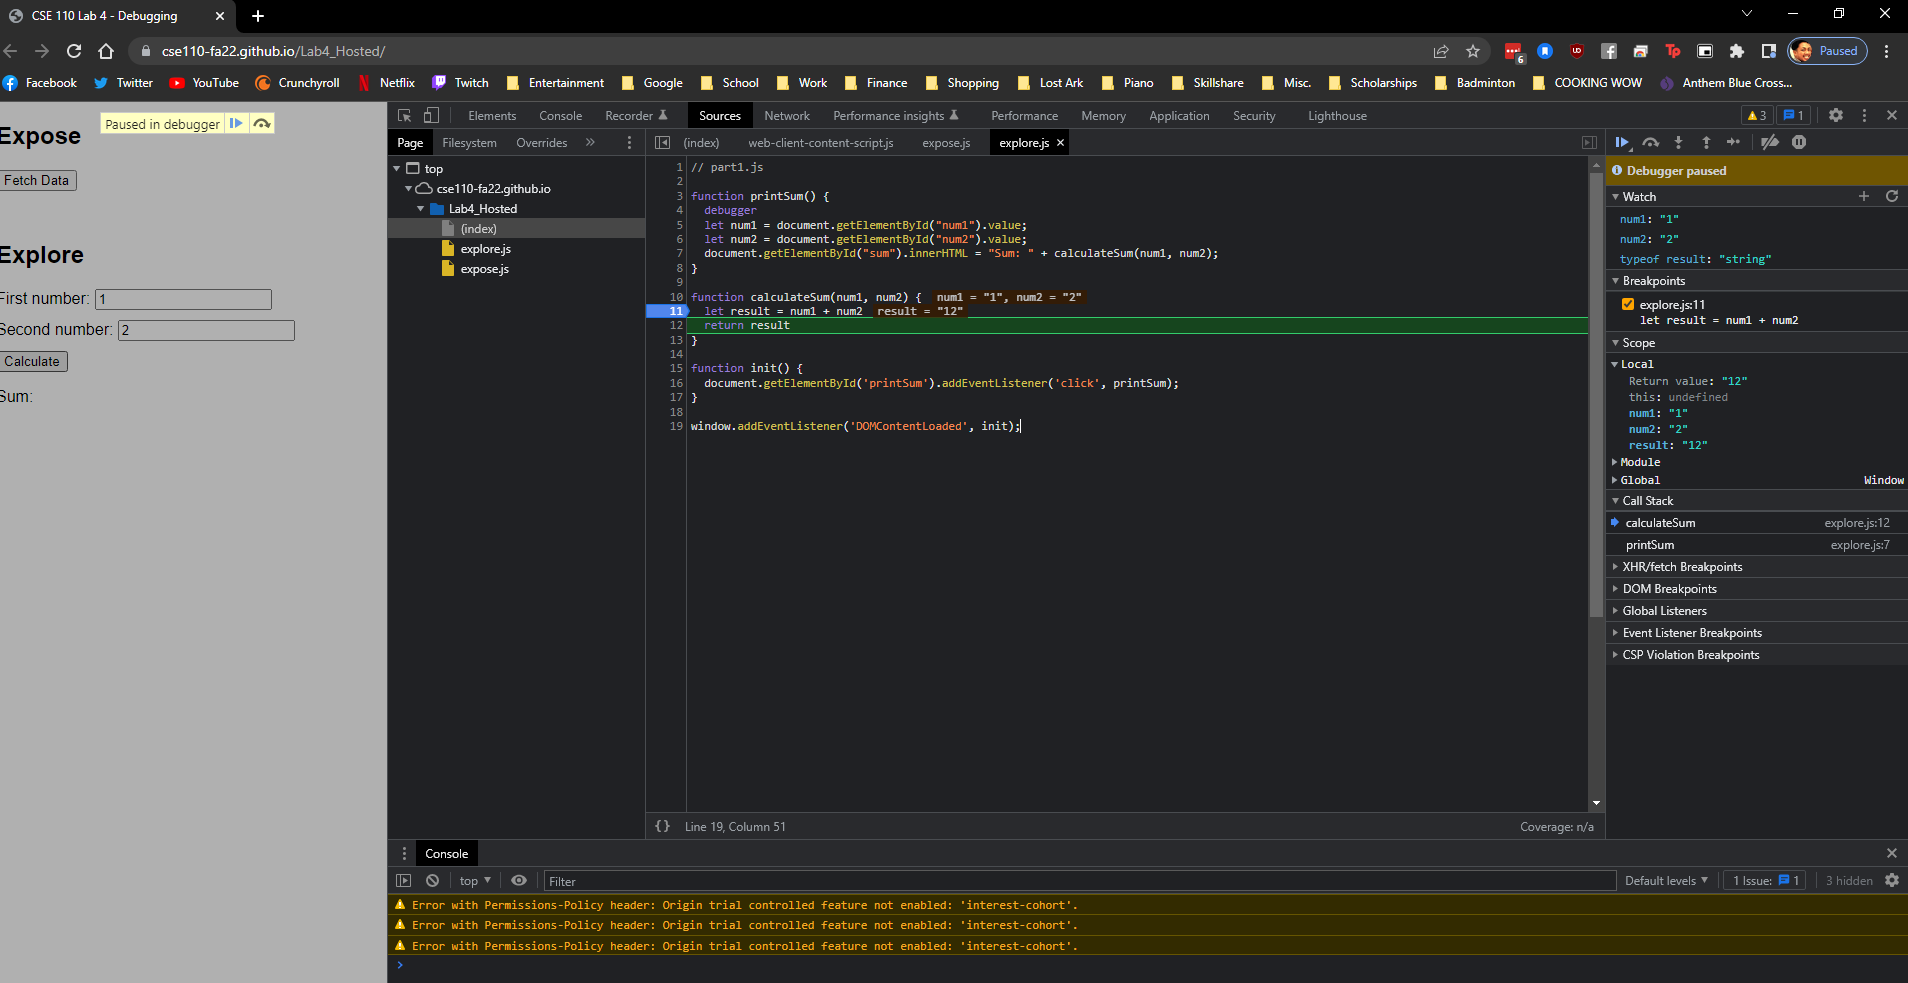 CSE 110 Lab 4 - Debugging
cse110-fa22.github.io/Lab4_Hosted/
6
UD
Tp
Paused
Facebook Twitter YouTube Crunchyroll Netflix Twitch Entertainment Google School Work Finance Shopping Lost Ark Piano Skillshare Misc. Scholarships Badminton COOKING WOW Anthem Blue Cross...
Expose
Paused in debugger
Fetch Data
Explore
First number: 1
Second number: 2
Calculate
Sum:
Elements Console Recorder Sources Network Performance insights Performance Memory Application Security Lighthouse 3 1
Page Filesystem Overrides »
top
cse110-fa22.github.io
Lab4_Hosted
(index)
explore.js
expose.js
(index) web-client-content-script.js expose.js explore.js
1 // part1.js
2
3 function printSum() {
4 debugger
5 let num1 = document.getElementById("num1").value;
6 let num2 = document.getElementById("num2").value;
7 document.getElementById("sum").innerHTML = "Sum: " + calculateSum(num1, num2);
8 }
9
10 function calculateSum(num1, num2) { num1 = "1", num2 = "2"
11 let result = num1 + num2 result = "12"
12 return result
13 }
14
15 function init() {
16 document.getElementById('printSum').addEventListener('click', printSum);
17 }
18
19 window.addEventListener('DOMContentLoaded', init);
{} Line 19, Column 51
Coverage: n/a
Debugger paused
Watch
num1: "1"
num2: "2"
typeof result: "string"
Breakpoints
explore.js:11
let result = num1 + num2
Scope
Local
Return value: "12"
this: undefined
num1: "1"
num2: "2"
result: "12"
Module
Global Window
Call Stack
calculateSum explore.js:12
printSum explore.js:7
XHR/fetch Breakpoints
DOM Breakpoints
Global Listeners
Event Listener Breakpoints
CSP Violation Breakpoints
Console
top Filter Default levels 1 Issue: 1 3 hidden
Error with Permissions-Policy header: Origin trial controlled feature not enabled: 'interest-cohort'.
Error with Permissions-Policy header: Origin trial controlled feature not enabled: 'interest-cohort'.
Error with Permissions-Policy header: Origin trial controlled feature not enabled: 'interest-cohort'.